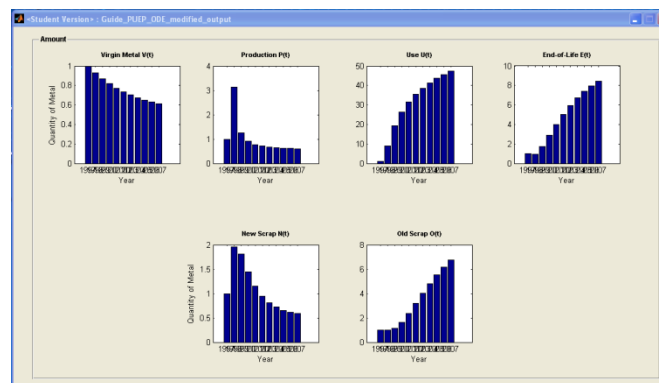 <Student Version> : Guide_PUEP_ODE_modified_output
Amount
Virgin Metal V(t)
Production P(t)
Use U(t)
End-of-Life E(t)
Quantity of Metal
1
0.8
0.6
0.4
0.2
0
4
3
2
1
0
50
40
30
20
10
0
10
8
6
4
2
0
Year
Year
Year
Year
New Scrap N(t)
Old Scrap O(t)
Quantity of Metal
2
1.5
1
0.5
0
8
6
4
2
0
Year
Year